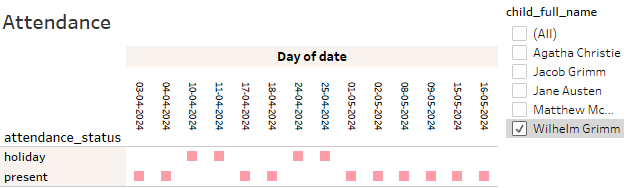 Attendance
Day of date
attendance_status
03-04-2024
04-04-2024
10-04-2024
11-04-2024
17-04-2024
18-04-2024
24-04-2024
25-04-2024
01-05-2024
02-05-2024
08-05-2024
09-05-2024
15-05-2024
16-05-2024
holiday
present
child_full_name
(All)
Agatha Christie
Jacob Grimm
Jane Austen
Matthew Mc...
Wilhelm Grimm